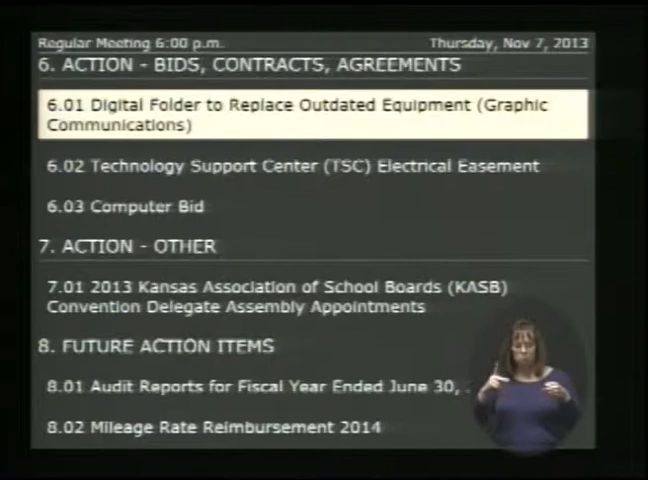 Regular Meeting 6:00 p.m.
Thursday, Nov 7, 2013
6. ACTION - BIDS, CONTRACTS, AGREEMENTS
6.01 Digital Folder to Replace Outdated Equipment (Graphic
Communications)
6.02 Technology Support Center (TSC) Electrical Easement
6.03 Computer Bid
7. ACTION - OTHER
7.01 2013 Kansas Association of School Boards (KASB)
Convention Delegate Assembly Appointments
8. FUTURE ACTION ITEMS
8.01 Audit Reports for Fiscal Year Ended June 30,
8.02 Mileage Rate Reimbursement 2014